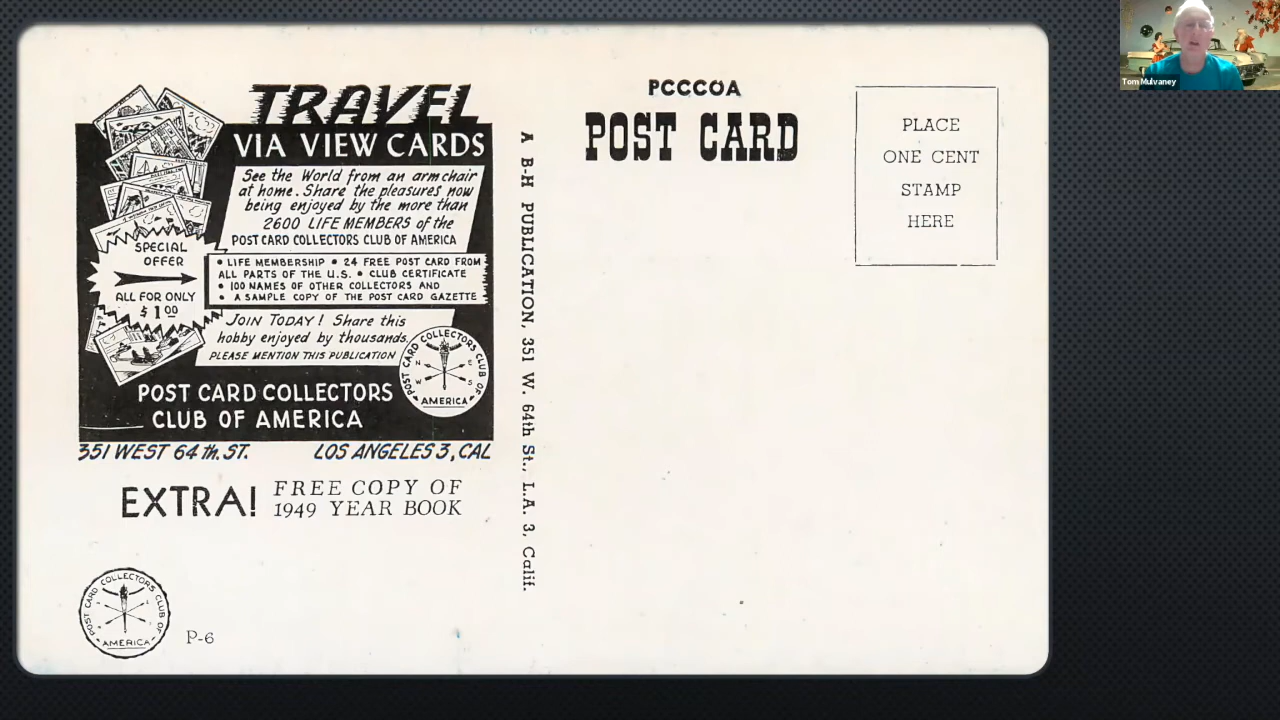 TRAVEL
VIA VIEW CARDS
See the World from an arm chair
at home. Share the pleasures now
being enjoyed by the more than
2600 LIFE MEMBERS of the
POST CARD COLLECTORS CLUB OF AMERICA
SPECIAL
OFFER
ALL FOR ONLY
$1.00
• LIFE MEMBERSHIP • 24 FREE POST CARD FROM
ALL PARTS OF THE U.S. • CLUB CERTIFICATE
• 100 NAMES OF OTHER COLLECTORS AND
• A SAMPLE COPY OF THE POST CARD GAZETTE
JOIN TODAY! Share this
hobby enjoyed by thousands.
PLEASE MENTION THIS PUBLICATION
POST CARD COLLECTORS CLUB OF
N E
W S
AMERICA
POST CARD COLLECTORS
CLUB OF AMERICA
351 WEST 64th. ST. LOS ANGELES 3, CAL
EXTRA! FREE COPY OF
1949 YEAR BOOK
POST CARD COLLECTORS CLUB OF
AMERICA
P-6
A B-H PUBLICATION, 351 W. 64th St., L.A. 3, Calif.
PCCCOA
POST CARD
PLACE
ONE CENT
STAMP
HERE
Tom Mulvaney